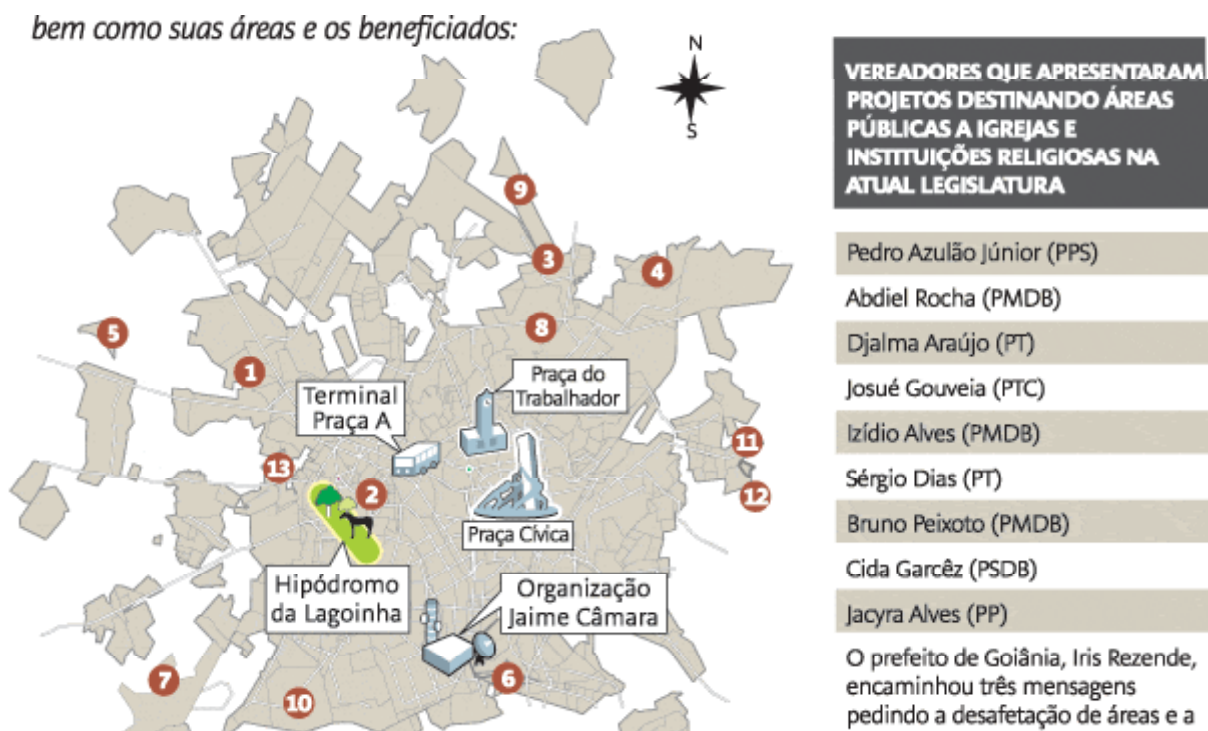 bem como suas áreas e os beneficiados:
N
S
9
3
4
8
5
1
Praça do
Trabalhador
Terminal
Praça A
11
13
2
12
Praça Cívica
Hipódromo
da Lagoinha
Organização
Jaime Câmara
7
6
10
VEREADORES QUE APRESENTARAM
PROJETOS DESTINANDO ÁREAS
PÚBLICAS A IGREJAS E
INSTITUIÇÕES RELIGIOSAS NA
ATUAL LEGISLATURA
Pedro Azulão Júnior (PPS)
Abdiel Rocha (PMDB)
Djalma Araújo (PT)
Josué Gouveia (PTC)
Izídio Alves (PMDB)
Sérgio Dias (PT)
Bruno Peixoto (PMDB)
Cida Garcêz (PSDB)
Jacyra Alves (PP)
O prefeito de Goiânia, Iris Rezende,
encaminhou três mensagens
pedindo a desafetação de áreas e a